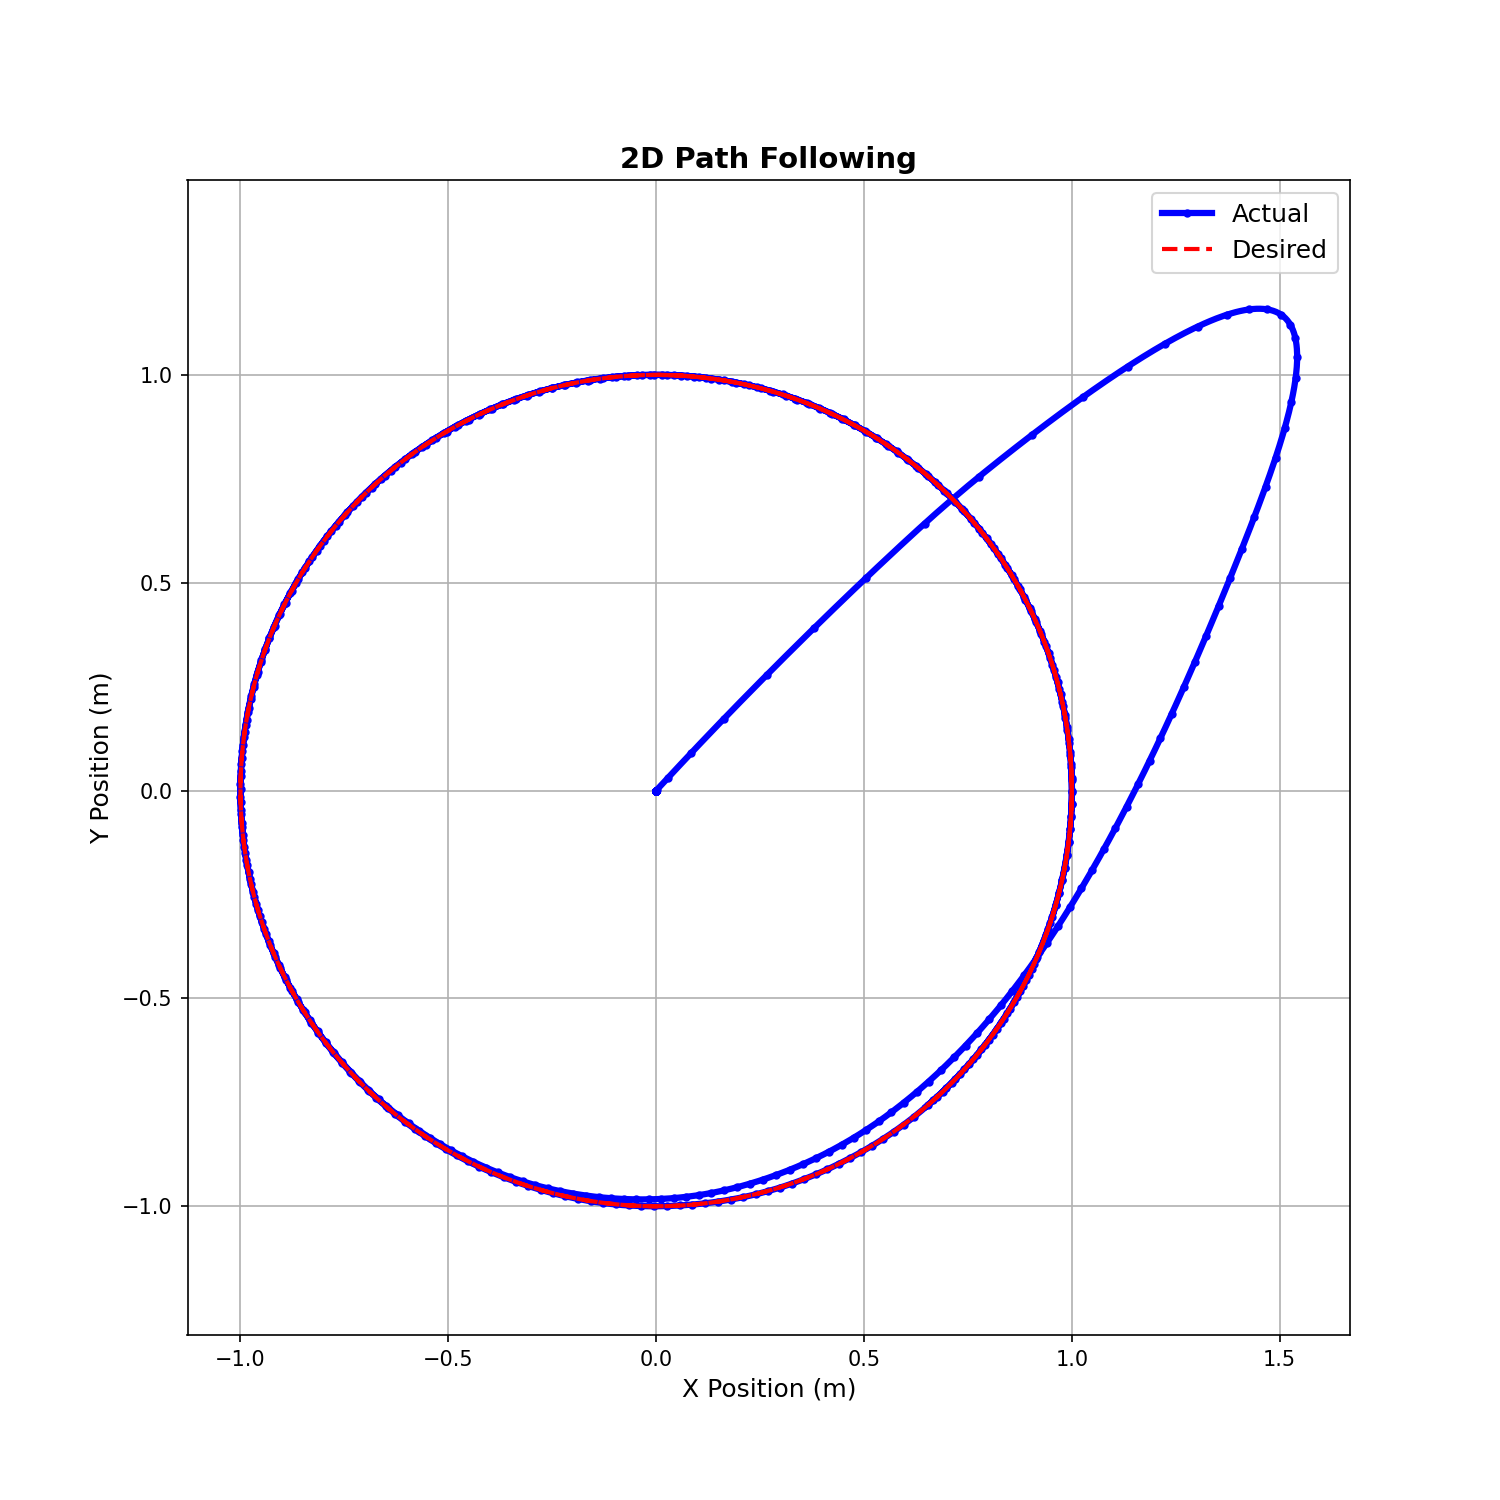 2D Path Following
Actual
Desired
1.0
0.5
0.0
−0.5
−1.0
Y Position (m)
−1.0 −0.5 0.0 0.5 1.0 1.5
X Position (m)